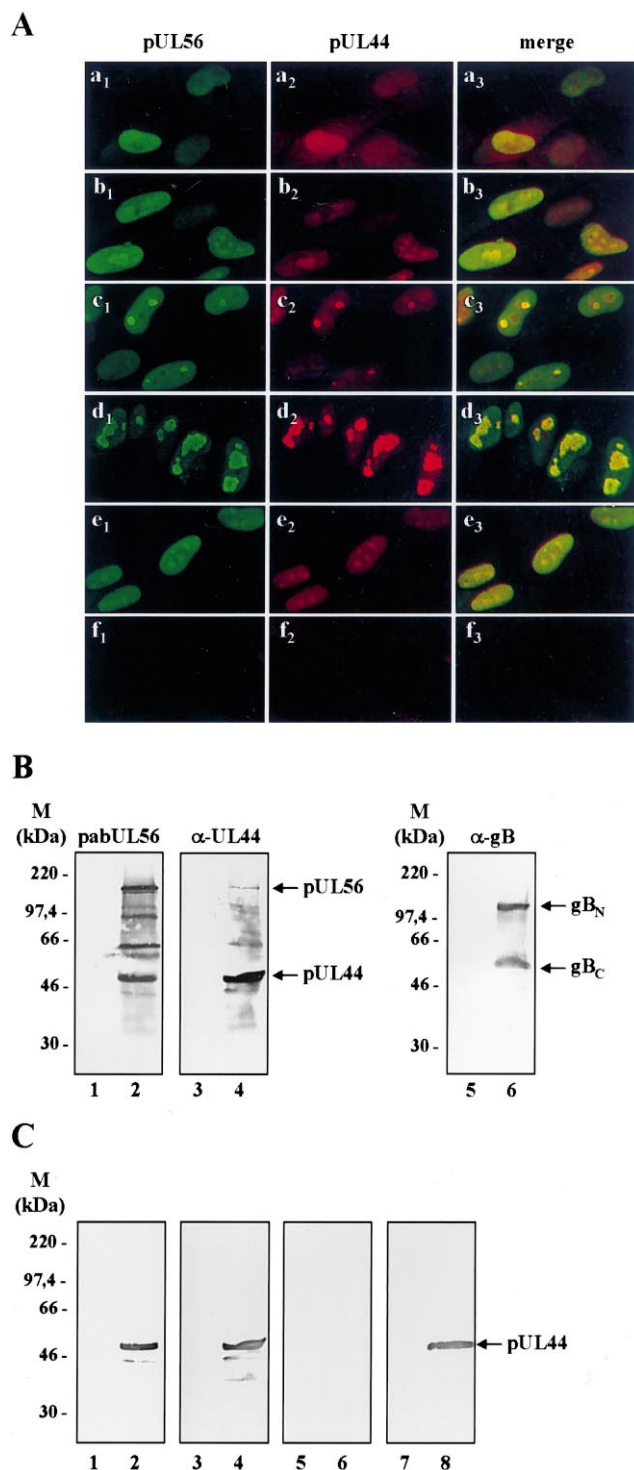 A
pUL56 pUL44 merge
a1 a2 a3
b1 b2 b3
c1 c2 c3
d1 d2 d3
e1 e2 e3
f1 f2 f3
B
M M
(kDa) pabUL56 α-UL44 (kDa) α-gB
220 - 220 -
pUL56
97,4 - 97,4 - gBN
66 - 66 -
pUL44 gBC
46 - 46 -
30 - 30 -
1 2 3 4 5 6
C
M
(kDa)
220 -
97,4 -
66 -
46 - pUL44
30 -
1 2 3 4 5 6 7 8